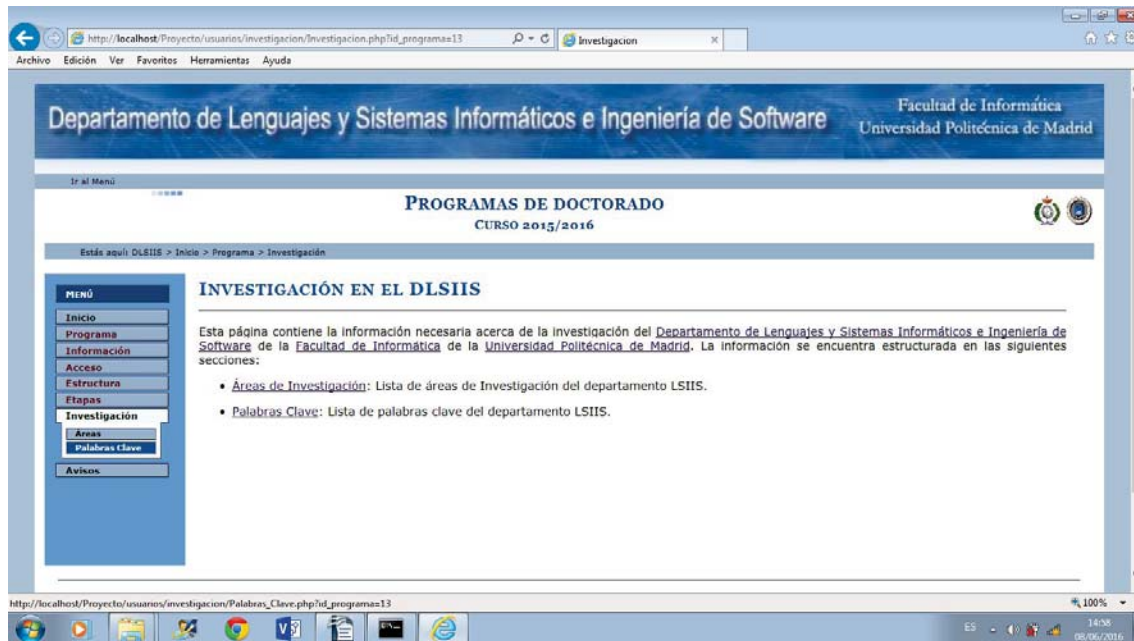 http://localhost/Proyecto/usuarios/investigacion/Investigacion.php?id_programa=13
Investigacion
Archivo Edición Ver Favoritos Herramientas Ayuda
Departamento de Lenguajes y Sistemas Informáticos e Ingeniería de Software
Facultad de Informática
Universidad Politécnica de Madrid
Ir al Menú
PROGRAMAS DE DOCTORADO
CURSO 2015/2016
Estás aquí: DLSIIS > Inicio > Programa > Investigación
MENÚ
Inicio
Programa
Información
Acceso
Estructura
Etapas
Investigación
Areas
Palabras Clave
Avisos
INVESTIGACIÓN EN EL DLSIIS
Esta página contiene la información necesaria acerca de la investigación del Departamento de Lenguajes y Sistemas Informáticos e Ingeniería de
Software de la Facultad de Informática de la Universidad Politécnica de Madrid. La información se encuentra estructurada en las siguientes
secciones:
• Áreas de Investigación: Lista de áreas de Investigación del departamento LSIIS.
• Palabras Clave: Lista de palabras clave del departamento LSIIS.
http://localhost/Proyecto/usuarios/investigacion/Palabras_Clave.php?id_programa=13
100%
ES
14:58
08/06/2016